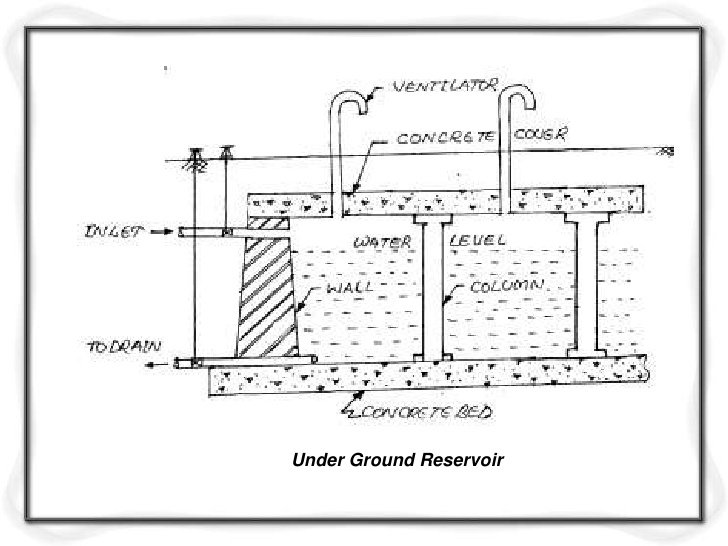 VENTILATOR
CONCRETE COVER
INLET
WATER LEVEL
WALL
COLUMN
TO DRAIN
CONCRETE BED
Under Ground Reservoir